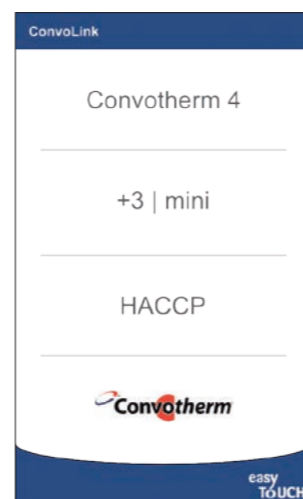 ConvoLink
Convotherm 4
+3 | mini
HACCP
Convotherm
easy
TOUCH